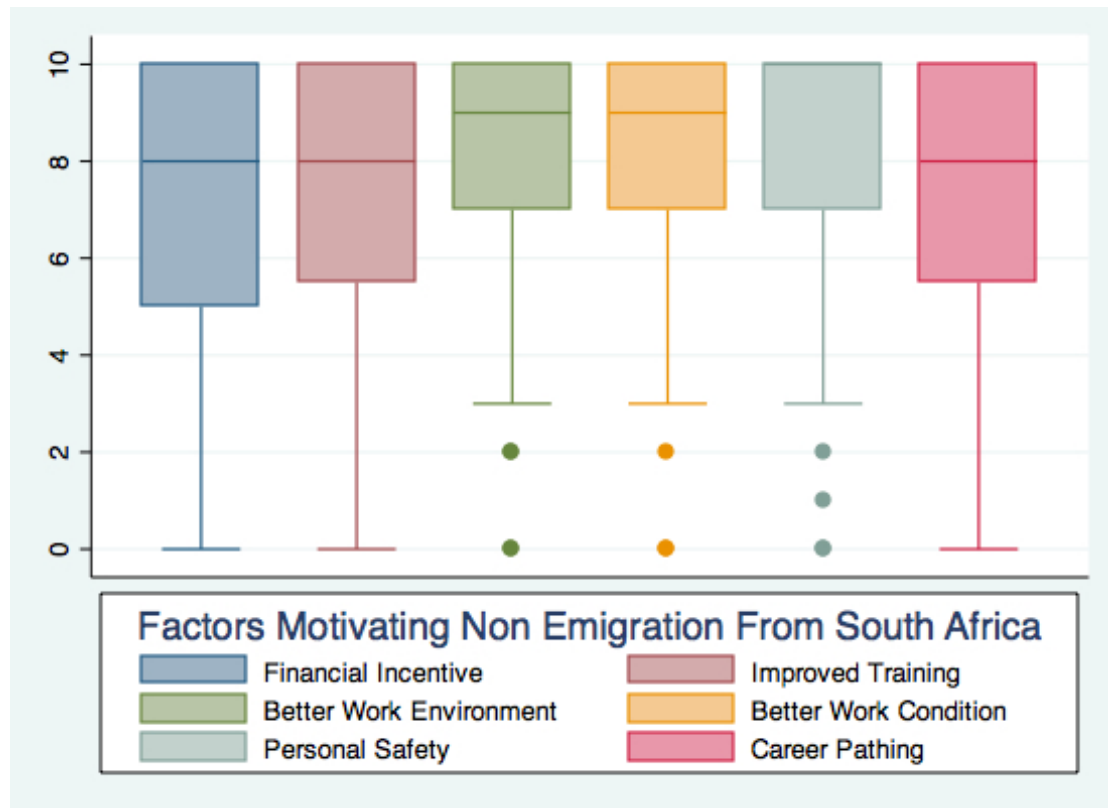 10
8
6
4
2
0
Factors Motivating Non Emigration From South Africa
Financial Incentive Improved Training
Better Work Environment Better Work Condition
Personal Safety Career Pathing